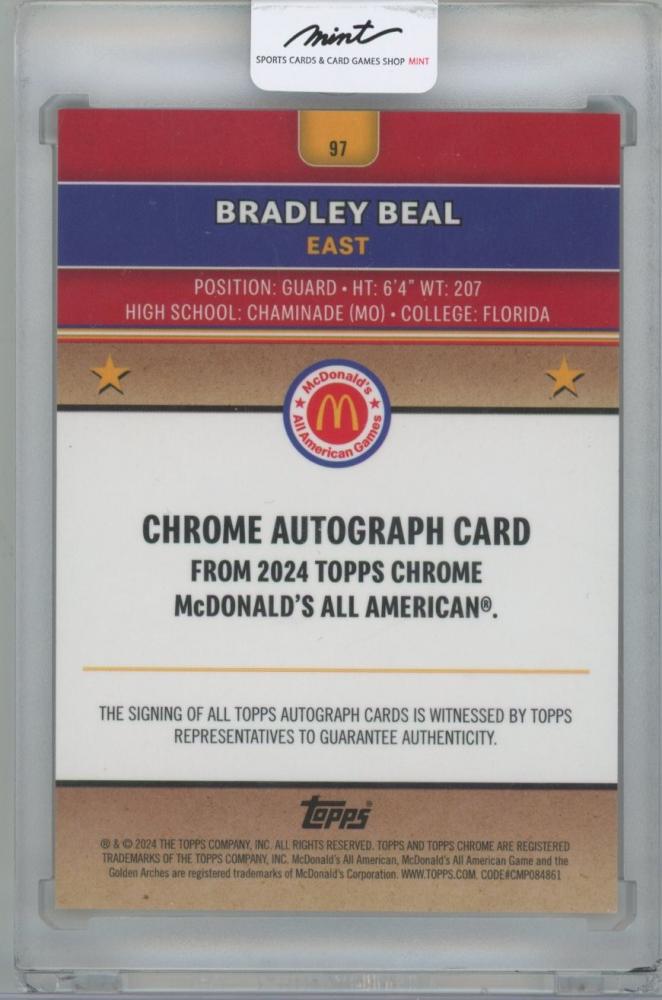 mint
SPORTS CARDS & CARD GAMES SHOP MINT
97
BRADLEY BEAL
EAST
POSITION: GUARD • HT: 6'4" WT: 207
HIGH SCHOOL: CHAMINADE (MO) • COLLEGE: FLORIDA
McDonald's
All American Games
CHROME AUTOGRAPH CARD
FROM 2024 TOPPS CHROME
McDONALD'S ALL AMERICAN®.
THE SIGNING OF ALL TOPPS AUTOGRAPH CARDS IS WITNESSED BY TOPPS
REPRESENTATIVES TO GUARANTEE AUTHENTICITY.
topps®
® & © 2024 THE TOPPS COMPANY, INC. ALL RIGHTS RESERVED. TOPPS AND TOPPS CHROME ARE REGISTERED
TRADEMARKS OF THE TOPPS COMPANY, INC. McDonald's All American, McDonald's All American Game and the
Golden Arches are registered trademarks of McDonald's Corporation. WWW.TOPPS.COM. CODE#CMP084861